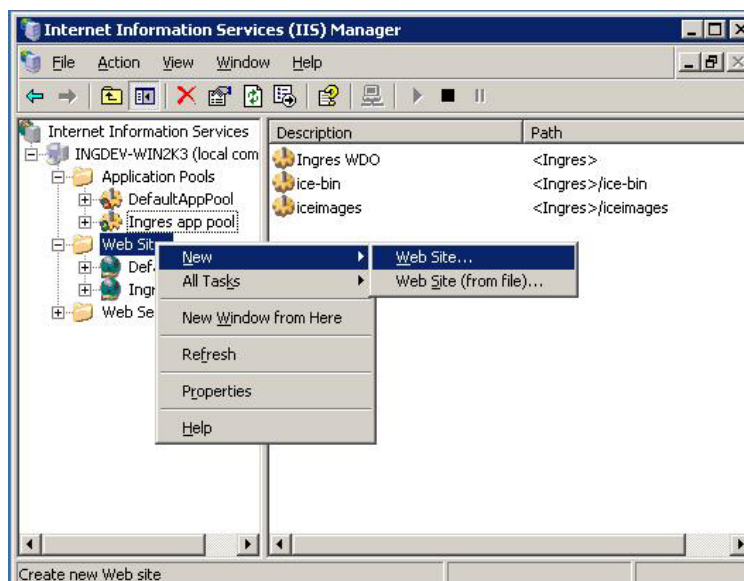 Internet Information Services (IIS) Manager
File Action View Window Help
Internet Information Services
INGDEV-WIN2K3 (local com
Application Pools
DefaultAppPool
Ingres app pool
Web Sit
Def
Ingr
Web Se
Description Path
Ingres WDO <Ingres>
ice-bin <Ingres>/ice-bin
iceimages <Ingres>/iceimages
New
All Tasks
New Window from Here
Refresh
Properties
Help
Web Site...
Web Site (from file)...
Create new Web site